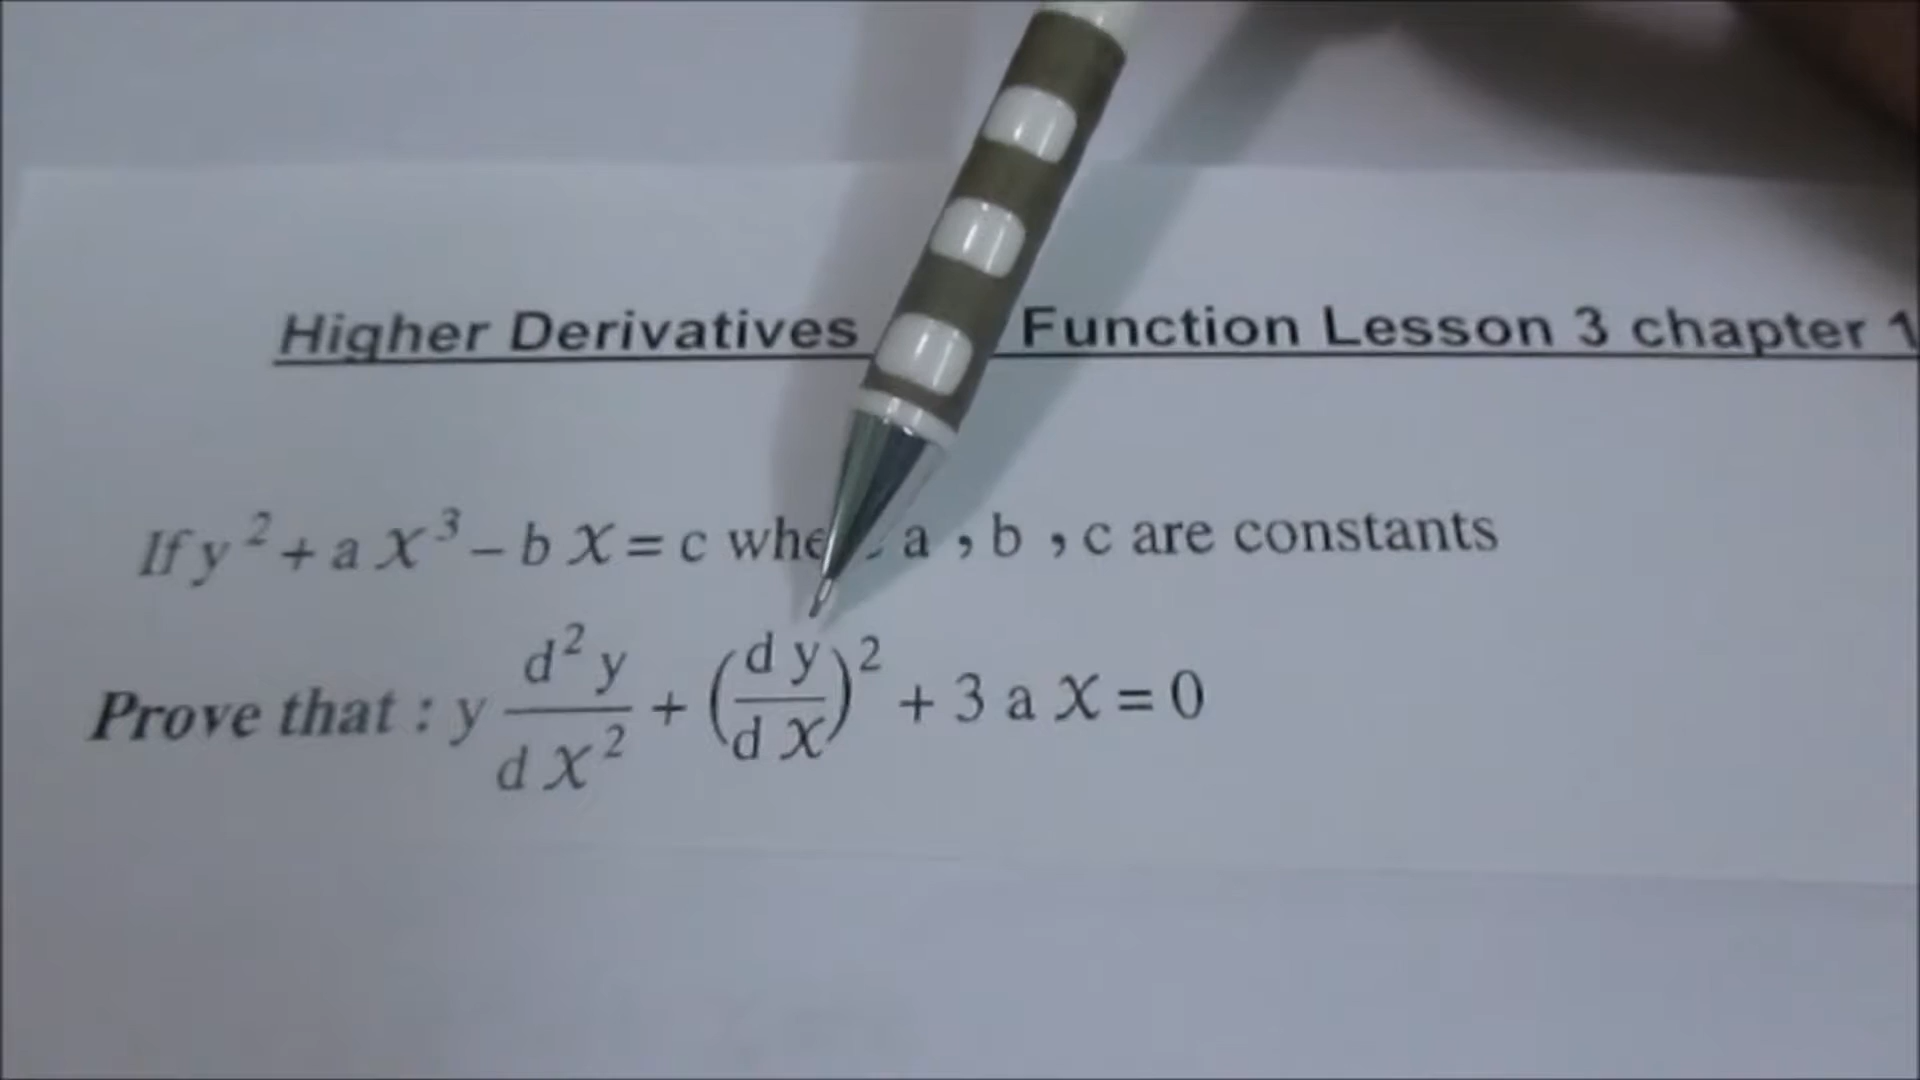 Higher Derivatives Function Lesson 3 chapter 1
If y² + a X³ − b X = c a , b , c are constants
Prove that : y d²y/dX² + (dy/dX)² + 3 a X = 0